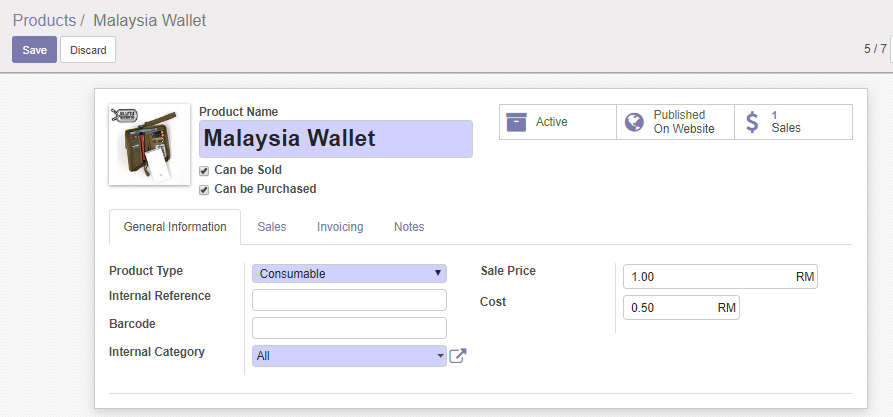 Products / Malaysia Wallet
Save Discard
5 / 7
Product Name
Malaysia Wallet
Can be Sold
Can be Purchased
Active
Published
On Website
1
Sales
General Information Sales Invoicing Notes
Product Type Consumable
Internal Reference
Barcode
Internal Category All
Sale Price 1.00 RM
Cost 0.50 RM